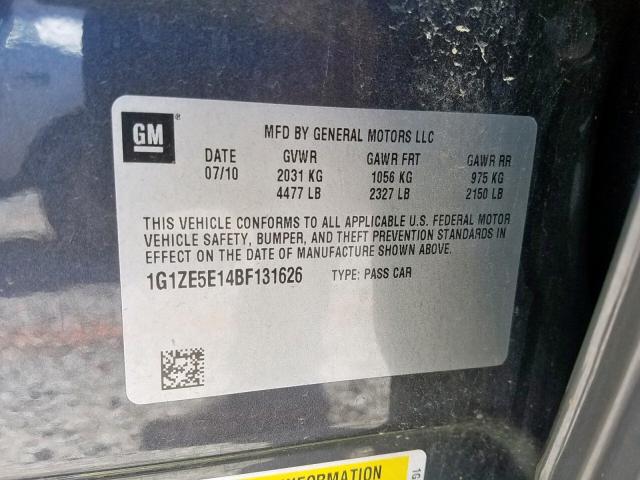 GM ®
MFD BY GENERAL MOTORS LLC
DATE GVWR GAWR FRT GAWR RR
07/10 2031 KG 1056 KG 975 KG
4477 LB 2327 LB 2150 LB
THIS VEHICLE CONFORMS TO ALL APPLICABLE U.S. FEDERAL MOTOR
VEHICLE SAFETY, BUMPER, AND THEFT PREVENTION STANDARDS
IN EFFECT ON THE DATE OF MANUFACTURE SHOWN ABOVE.
1G1ZE5E14BF131626 TYPE: PASS CAR
INFORMATION
1G